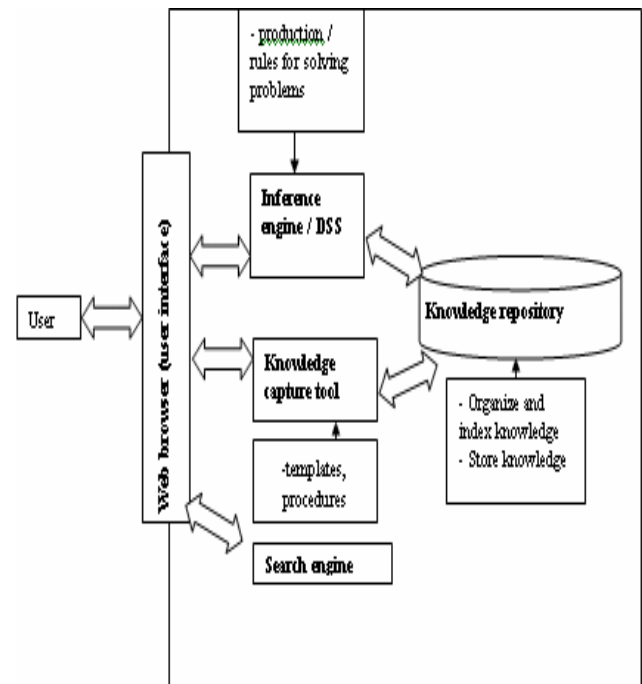 - production /
rules for solving
problems
Inference
engine / DSS
Web browser (user interface)
User
Knowledge repository
Knowledge
capture tool
- Organize and
index knowledge
- Store knowledge
-templates,
procedures
Search engine